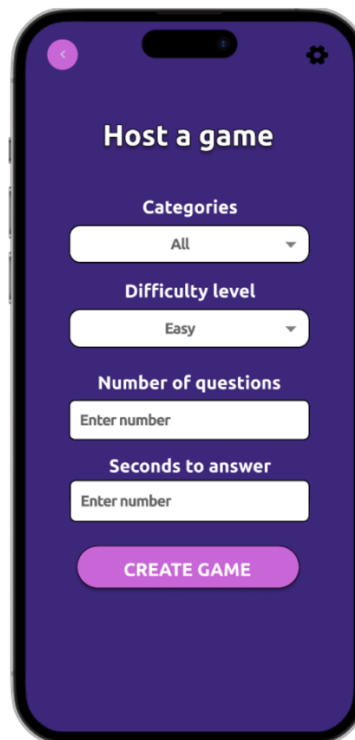 Host a game
Categories
All
Difficulty level
Easy
Number of questions
Enter number
Seconds to answer
Enter number
CREATE GAME